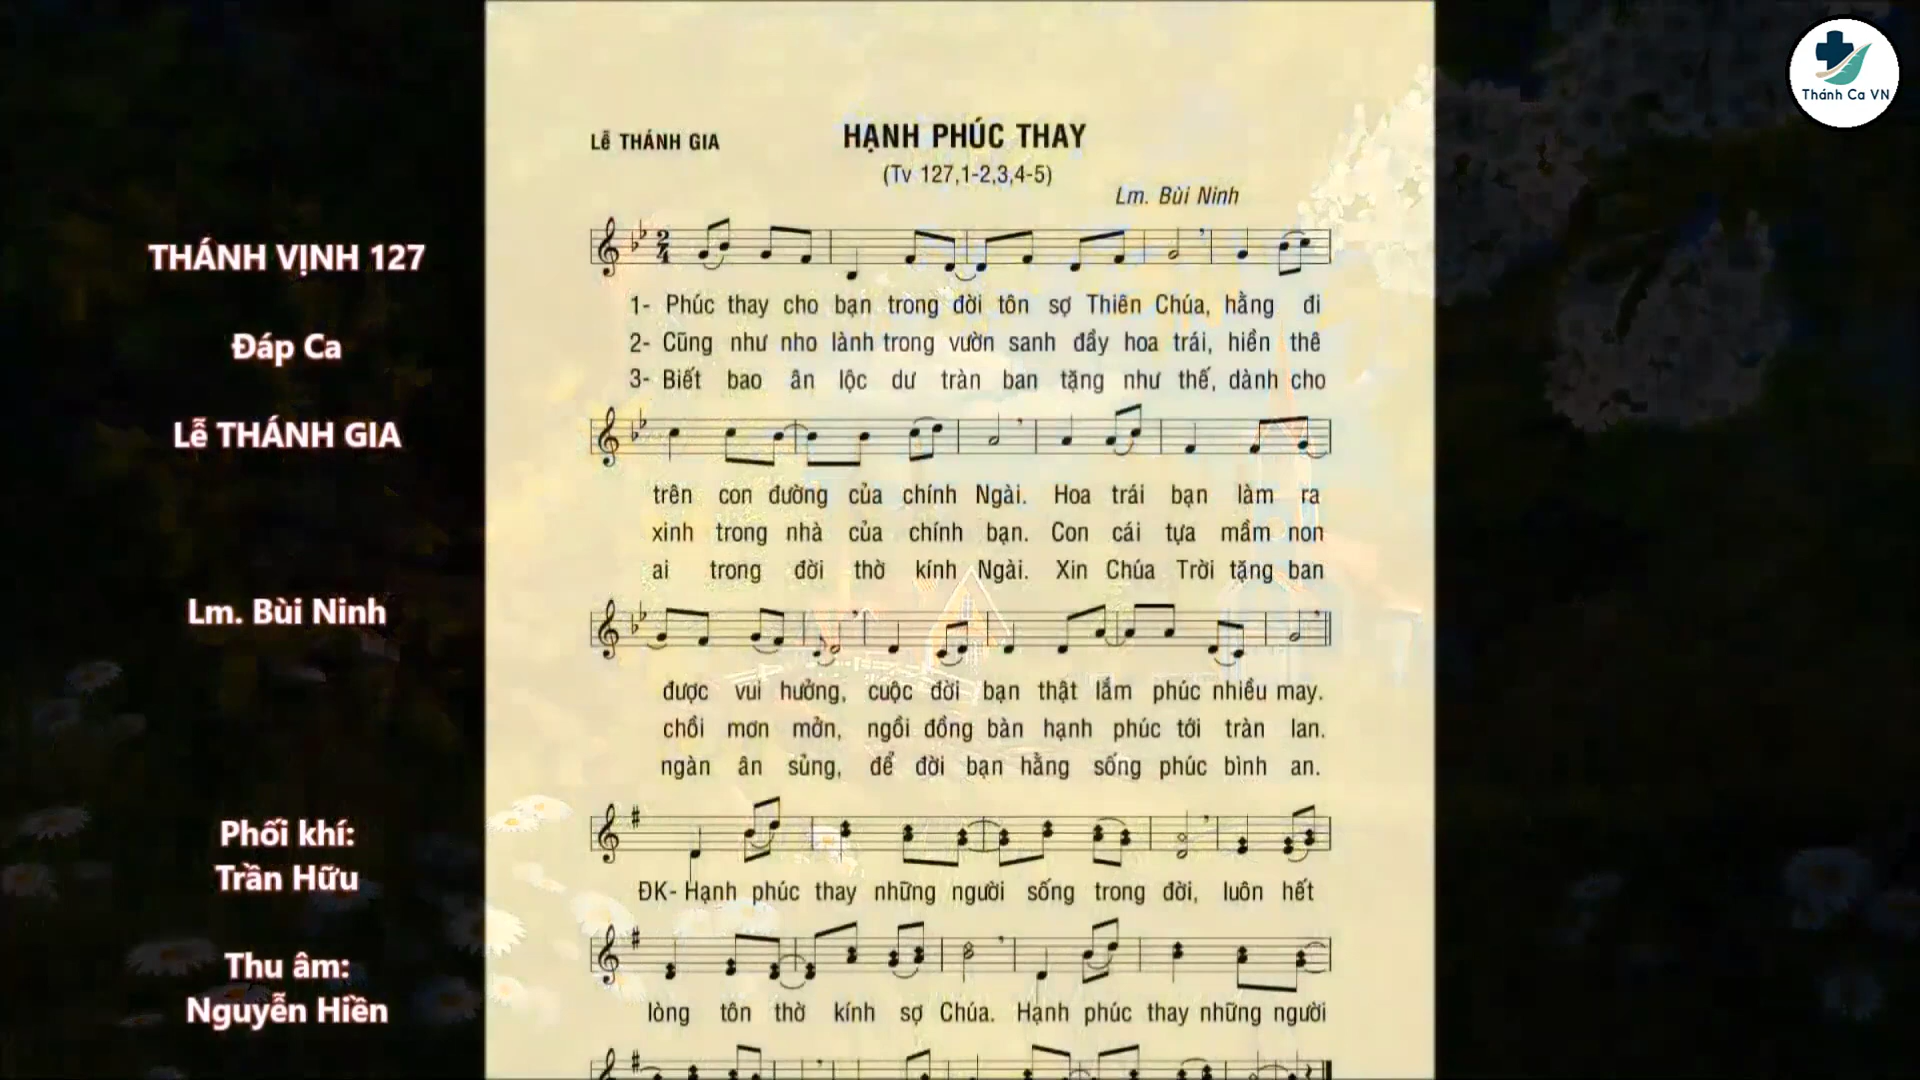 THÁNH VỊNH 127
Đáp Ca
Lễ THÁNH GIA
Lm. Bùi Ninh
Phối khí:
Trần Hữu
Thu âm:
Nguyễn Hiền
Lễ THÁNH GIA
HẠNH PHÚC THAY
(Tv 127,1-2,3,4-5)
Lm. Bùi Ninh
2
4
1- Phúc thay cho bạn trong đời tôn sợ Thiên Chúa, hằng đi
2- Cũng như nho lành trong vườn sanh đầy hoa trái, hiền thê
3- Biết bao ân lộc dư tràn ban tặng như thế, dành cho
trên con đường của chính Ngài. Hoa trái bạn làm ra
xinh trong nhà của chính bạn. Con cái tựa mầm non
ai trong đời thờ kính Ngài. Xin Chúa Trời tặng ban
được vui hưởng, cuộc đời bạn thật lắm phúc nhiều may.
chồi mơn mởn, ngồi đồng bàn hạnh phúc tới tràn lan.
ngàn ân sủng, để đời bạn hằng sống phúc bình an.
ĐK- Hạnh phúc thay những người sống trong đời, luôn hết
lòng tôn thờ kính sợ Chúa. Hạnh phúc thay những người
Thánh Ca VN